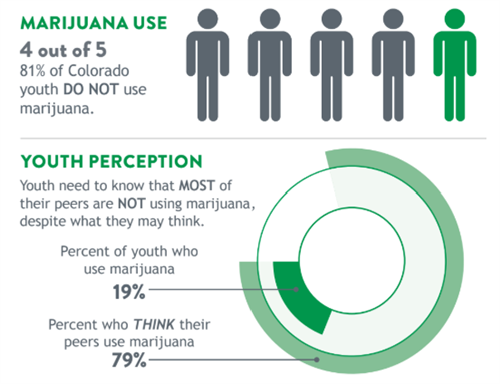 MARIJUANA USE
4 out of 5
81% of Colorado
youth DO NOT use
marijuana.
YOUTH PERCEPTION
Youth need to know that MOST of
their peers are NOT using marijuana,
despite what they may think.
Percent of youth who
use marijuana
19%
Percent who THINK their
peers use marijuana
79%